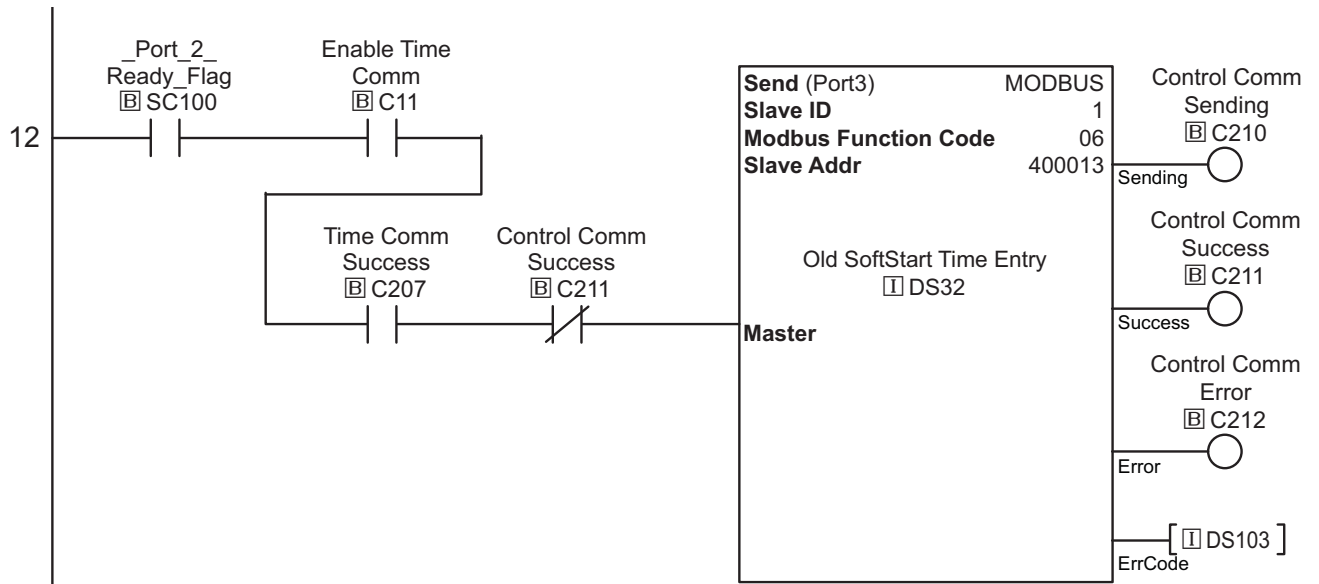 _Port_2_
Ready_Flag
B SC100
Enable Time
Comm
B C11
12
Time Comm
Success
B C207
Control Comm
Success
B C211
Send (Port3) MODBUS
Slave ID 1
Modbus Function Code 06
Slave Addr 400013
Old SoftStart Time Entry
I DS32
Master
Control Comm
Sending
B C210
Sending
Control Comm
Success
B C211
Success
Control Comm
Error
B C212
Error
I DS103
ErrCode